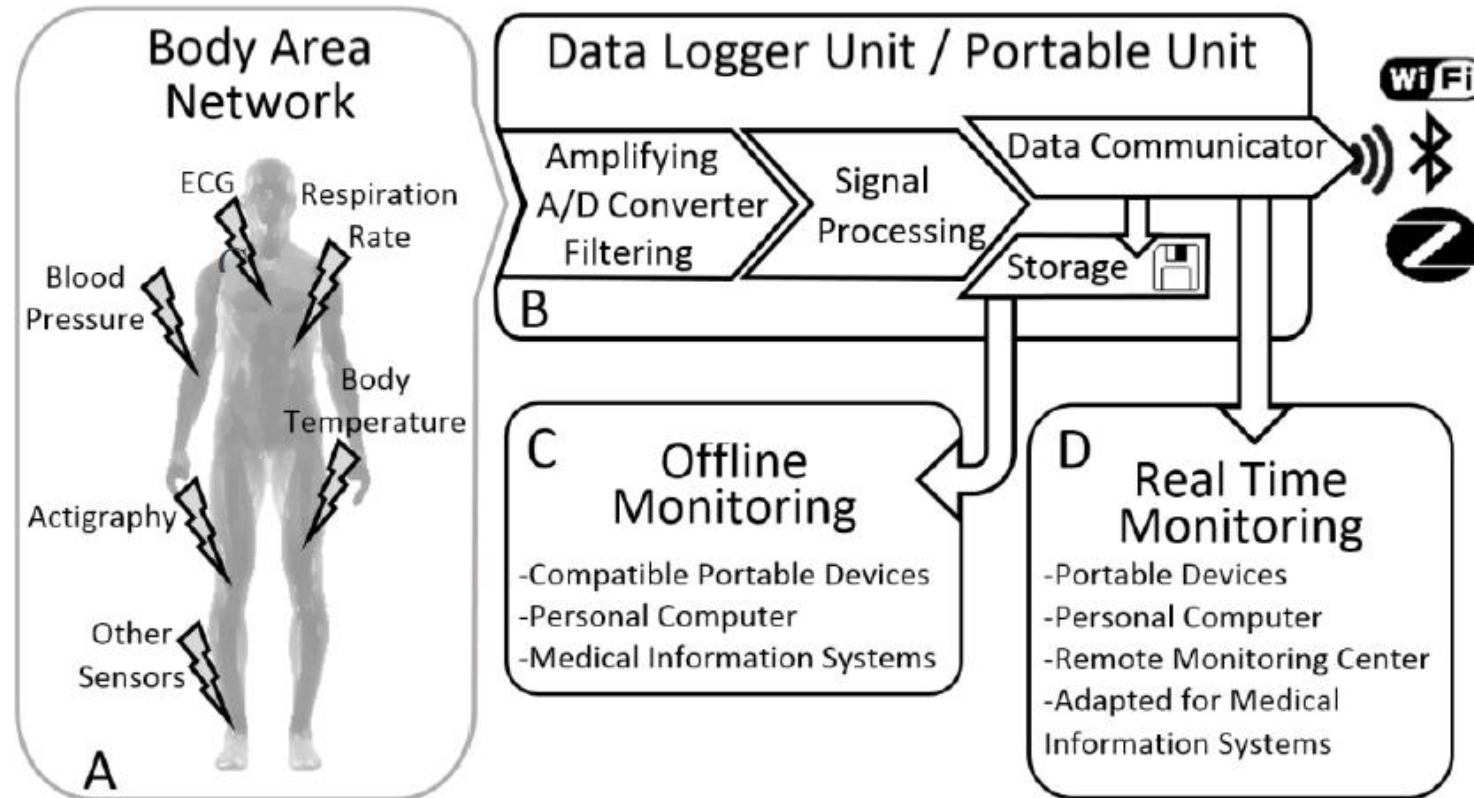 Body Area
Network
ECG
Respiration
Rate
Blood
Pressure
Body
Temperature
Actigraphy
Other
Sensors
A
Data Logger Unit / Portable Unit
Amplifying
A/D Converter
Filtering
Signal
Processing
Data Communicator
Storage
B
WiFi
C
Offline
Monitoring
-Compatible Portable Devices
-Personal Computer
-Medical Information Systems
D
Real Time
Monitoring
-Portable Devices
-Personal Computer
-Remote Monitoring Center
-Adapted for Medical
Information Systems